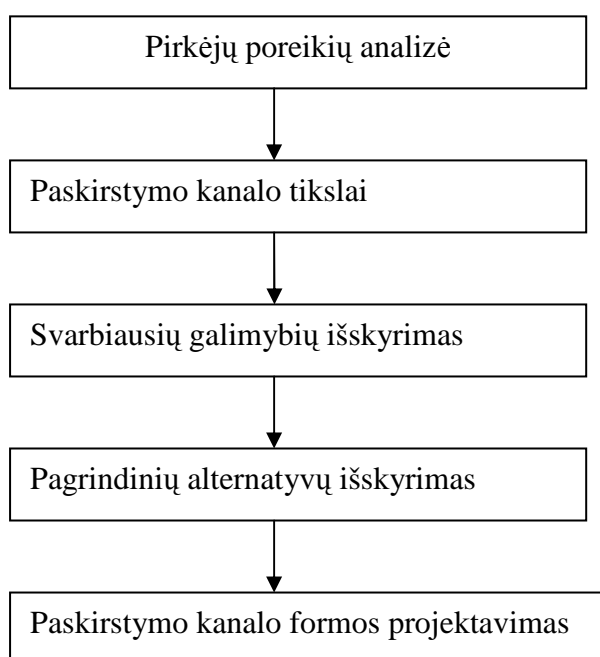 Pirkėjų poreikių analizė
Paskirstymo kanalo tikslai
Svarbiausių galimybių išskyrimas
Pagrindinių alternatyvų išskyrimas
Paskirstymo kanalo formos projektavimas